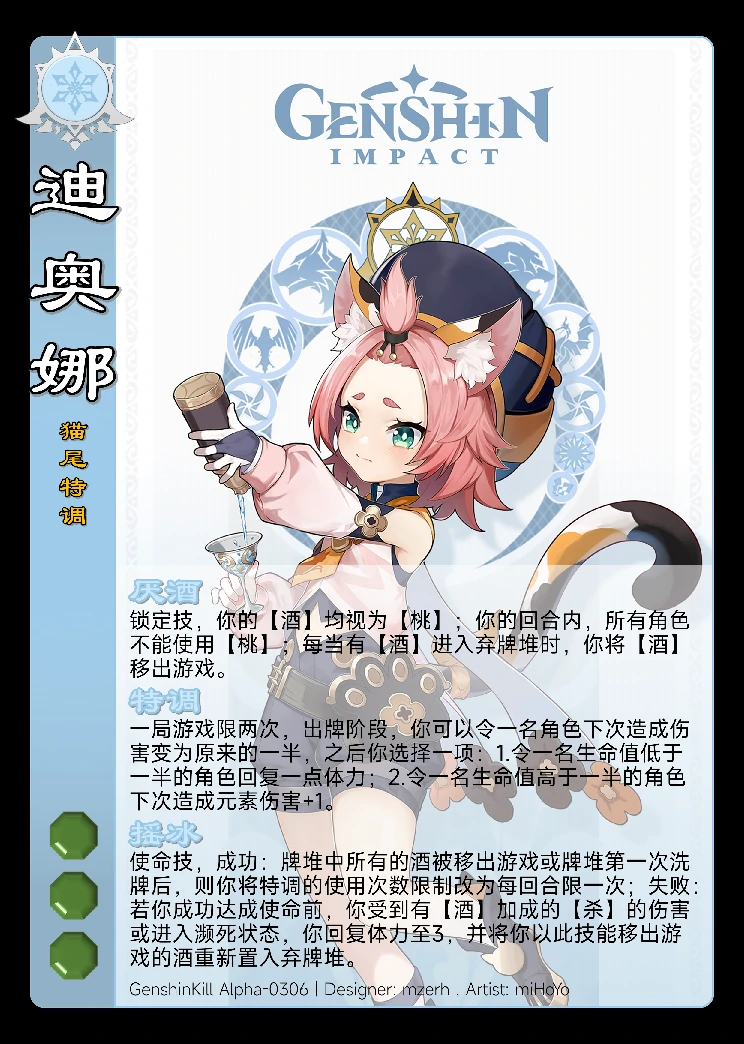 GENSHIN
IMPACT
迪奥娜
猫尾特调
厌酒
锁定技，你的【酒】均视为【桃】；你的回合内，所有角色
不能使用【桃】；每当有【酒】进入弃牌堆时，你将【酒】
移出游戏。
特调
一局游戏限两次，出牌阶段，你可以令一名角色下次造成伤
害变为原来的一半，之后你选择一项：1.令一名生命值低于
一半的角色回复一点体力；2.令一名生命值高于一半的角色
下次造成元素伤害+1。
摇冰
使命技，成功：牌堆中所有的酒被移出游戏或牌堆第一次洗
牌后，则你将特调的使用次数限制改为每回合限一次；失败：
若你成功达成使命前，你受到有【酒】加成的【杀】的伤害
或进入濒死状态，你回复体力至3，并将你以此技能移出游
戏的酒重新置入弃牌堆。
GenshinKill Alpha-0306 | Designer: mzerh . Artist: miHoYo